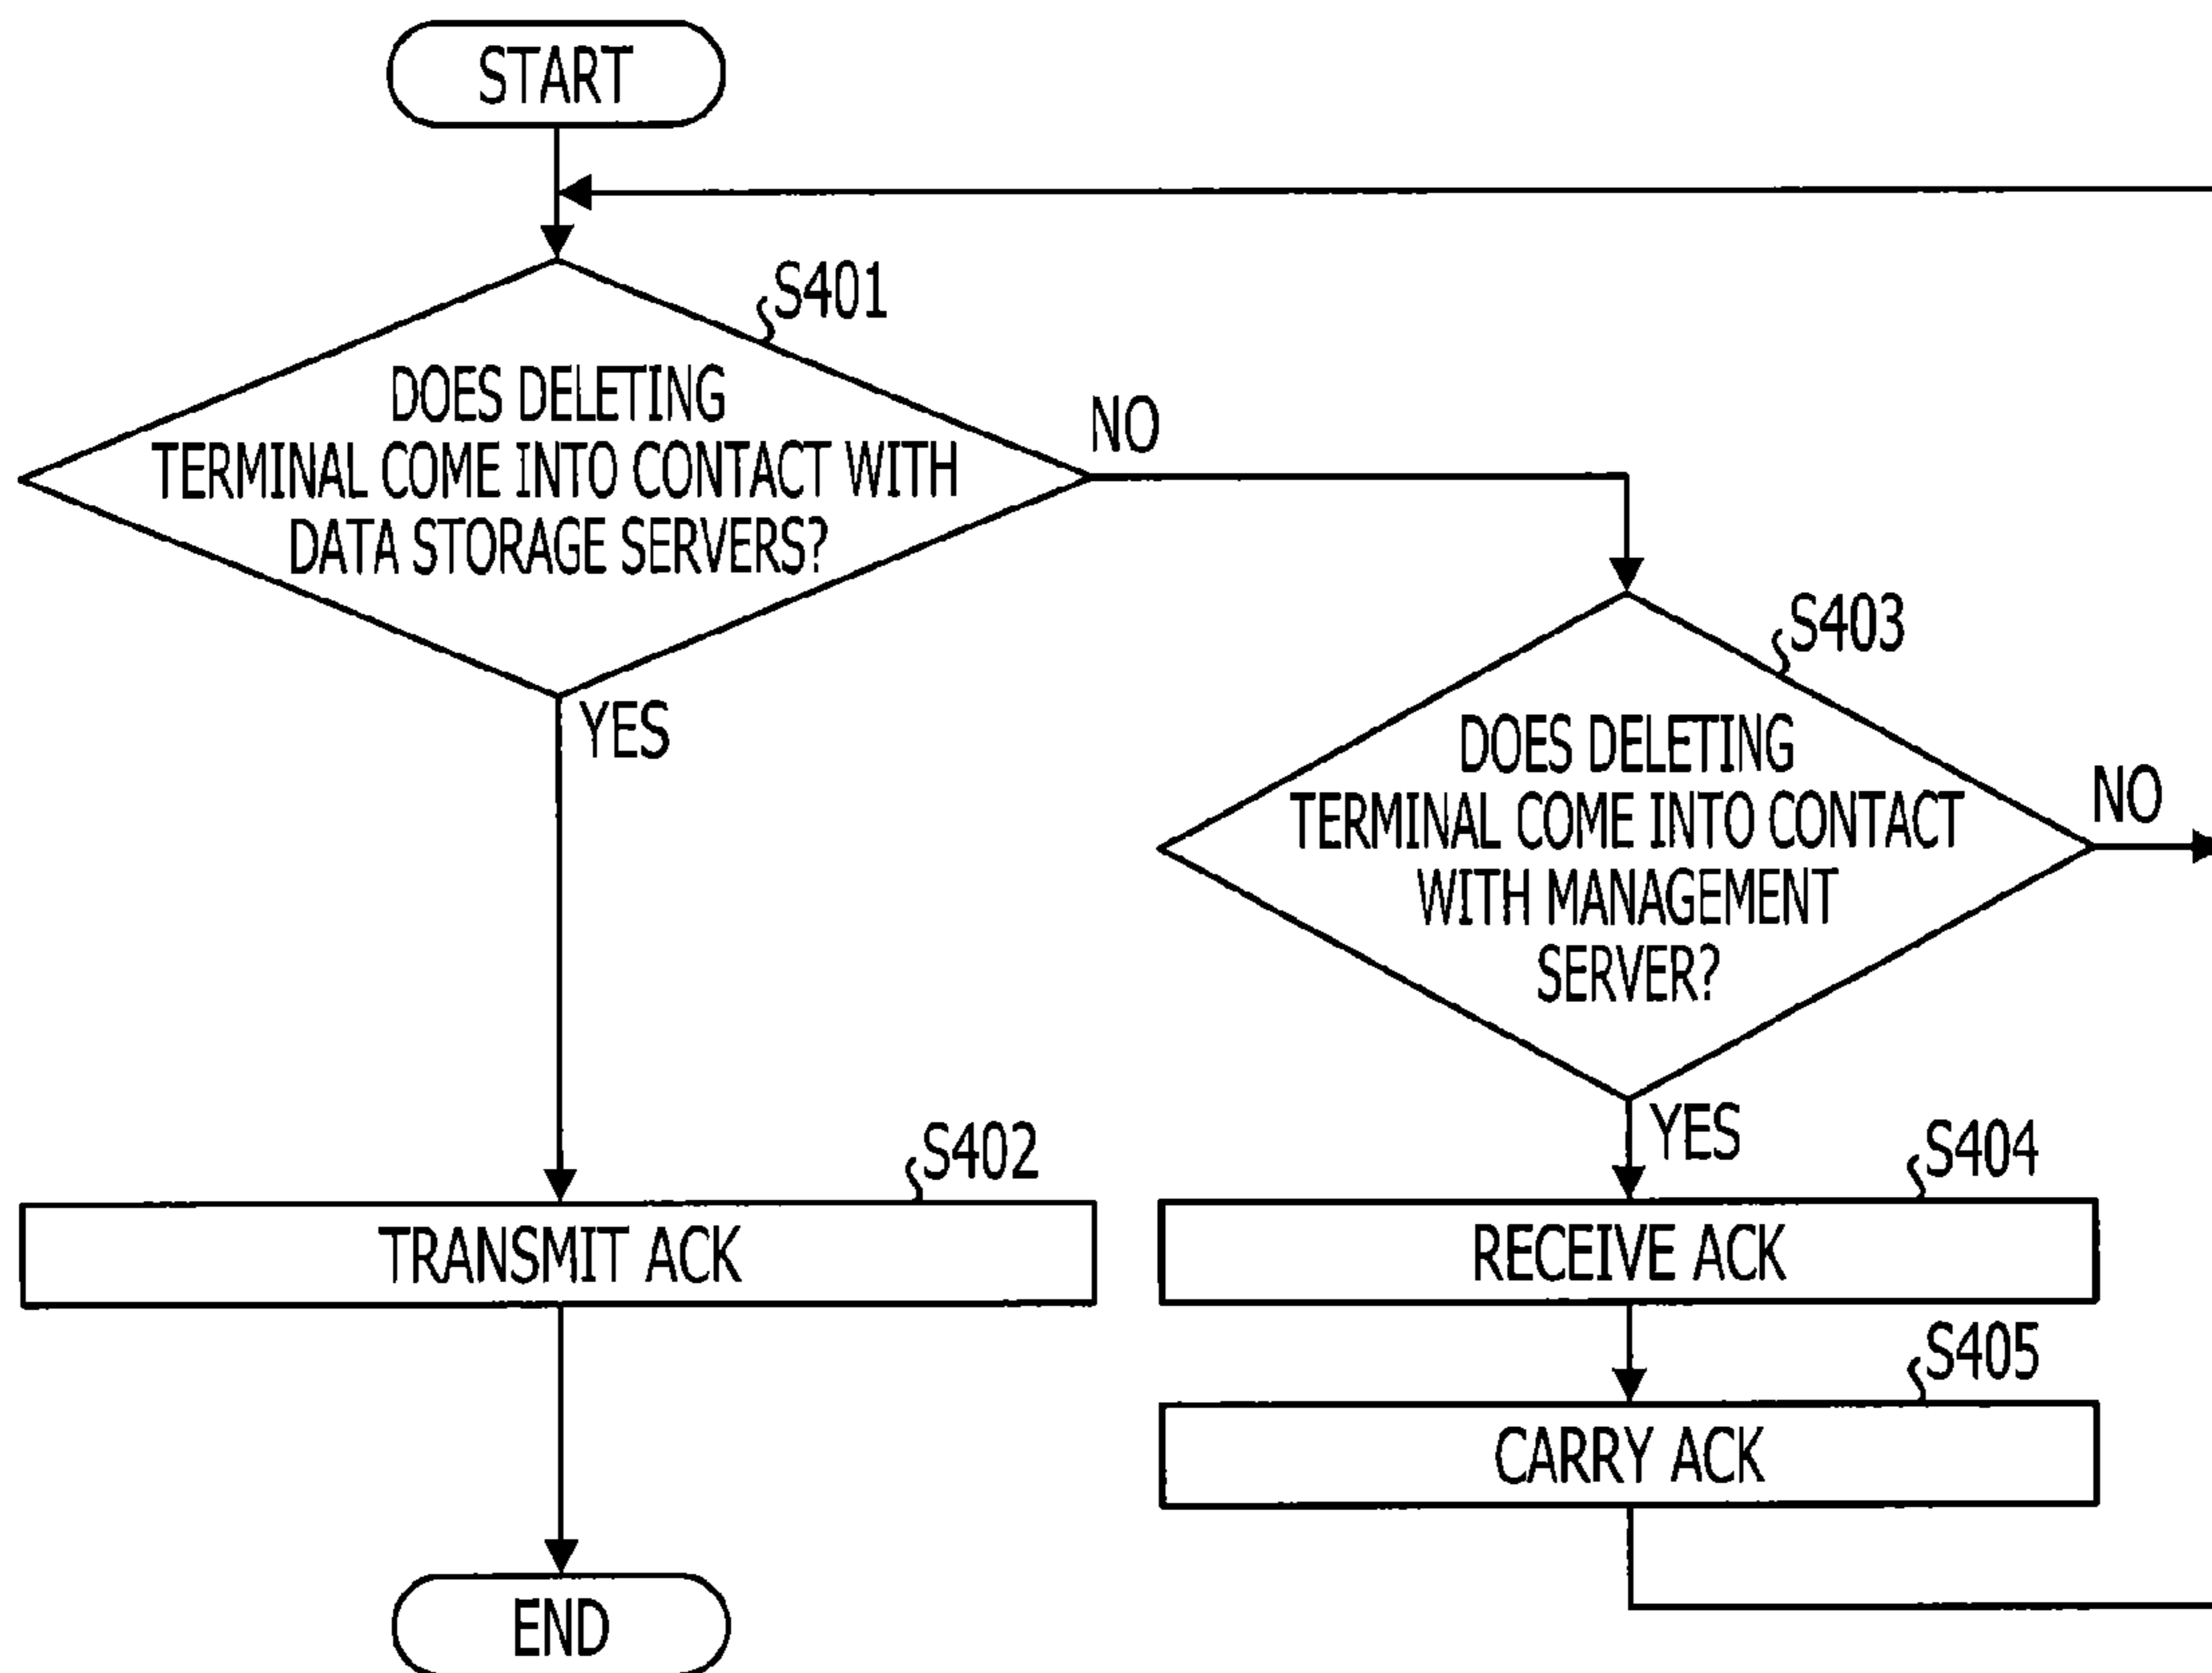 START
S401
DOES DELETING
TERMINAL COME INTO CONTACT WITH
DATA STORAGE SERVERS?
NO
YES
S403
DOES DELETING
TERMINAL COME INTO CONTACT
WITH MANAGEMENT
SERVER?
NO
YES
S402
TRANSMIT ACK
S404
RECEIVE ACK
S405
CARRY ACK
END